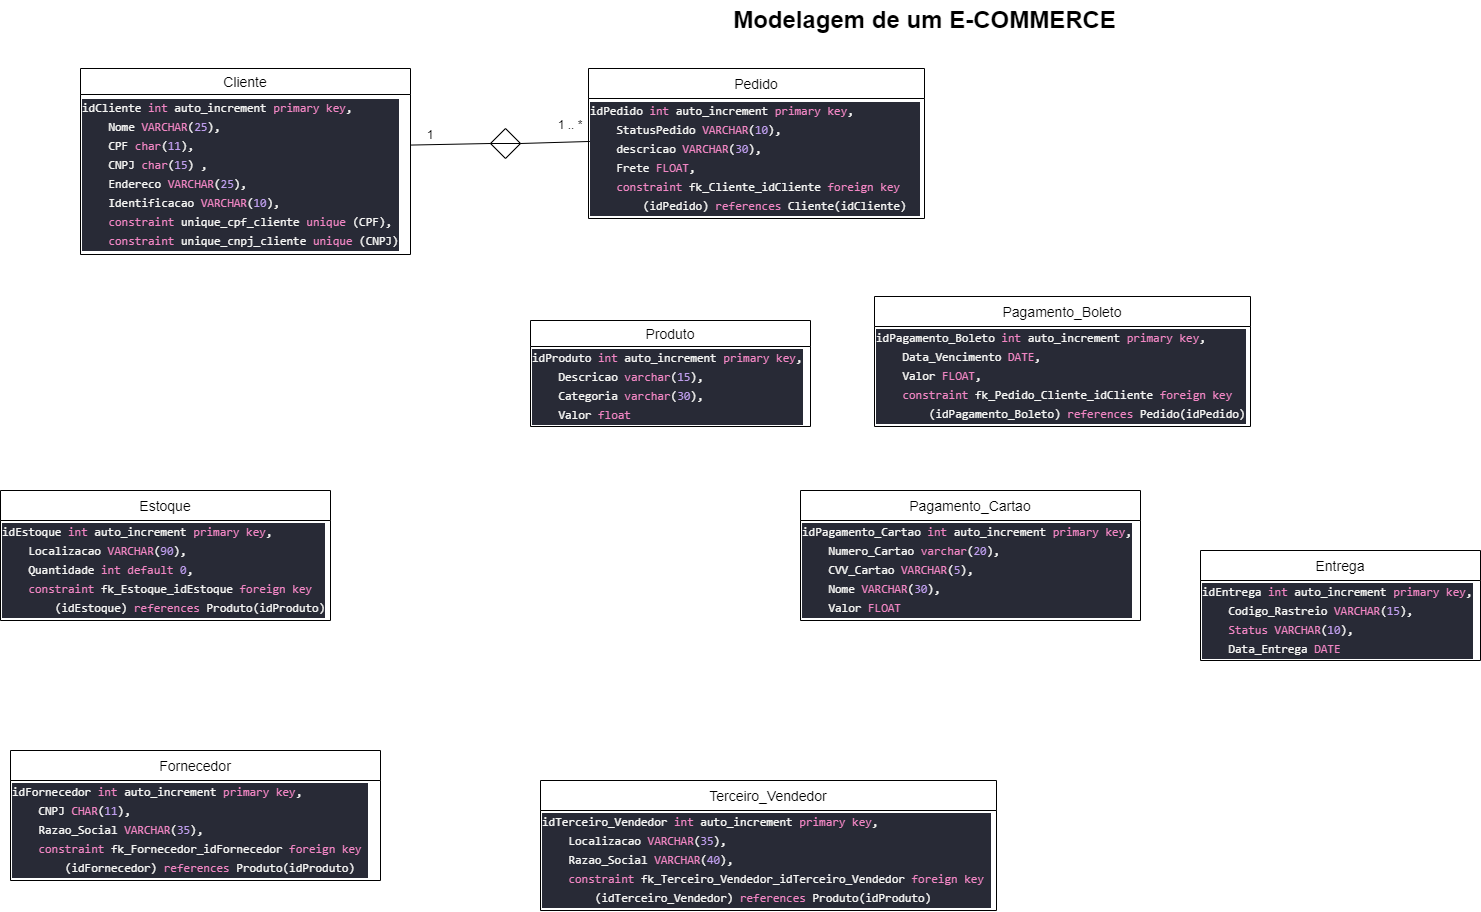 Modelagem de um E-COMMERCE
Cliente
idCliente int auto_increment primary key,
Nome VARCHAR(25),
CPF char(11),
CNPJ char(15) ,
Endereco VARCHAR(25),
Identificacao VARCHAR(10),
constraint unique_cpf_cliente unique (CPF),
constraint unique_cnpj_cliente unique (CNPJ)
1
1 .. *
Pedido
idPedido int auto_increment primary key,
StatusPedido VARCHAR(10),
descricao VARCHAR(30),
Frete FLOAT,
constraint fk_Cliente_idCliente foreign key
(idPedido) references Cliente(idCliente)
Produto
idProduto int auto_increment primary key,
Descricao varchar(15),
Categoria varchar(30),
Valor float
Pagamento_Boleto
idPagamento_Boleto int auto_increment primary key,
Data_Vencimento DATE,
Valor FLOAT,
constraint fk_Pedido_Cliente_idCliente foreign key
(idPagamento_Boleto) references Pedido(idPedido)
Estoque
idEstoque int auto_increment primary key,
Localizacao VARCHAR(90),
Quantidade int default 0,
constraint fk_Estoque_idEstoque foreign key
(idEstoque) references Produto(idProduto)
Pagamento_Cartao
idPagamento_Cartao int auto_increment primary key,
Numero_Cartao varchar(20),
CVV_Cartao VARCHAR(5),
Nome VARCHAR(30),
Valor FLOAT
Entrega
idEntrega int auto_increment primary key,
Codigo_Rastreio VARCHAR(15),
Status VARCHAR(10),
Data_Entrega DATE
Fornecedor
idFornecedor int auto_increment primary key,
CNPJ CHAR(11),
Razao_Social VARCHAR(35),
constraint fk_Fornecedor_idFornecedor foreign key
(idFornecedor) references Produto(idProduto)
Terceiro_Vendedor
idTerceiro_Vendedor int auto_increment primary key,
Localizacao VARCHAR(35),
Razao_Social VARCHAR(40),
constraint fk_Terceiro_Vendedor_idTerceiro_Vendedor foreign key
(idTerceiro_Vendedor) references Produto(idProduto)